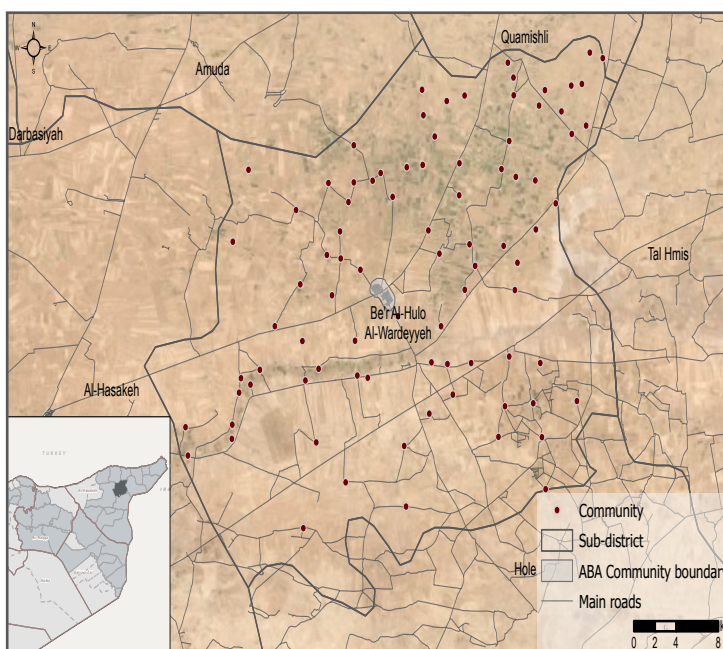 N
W E
S
Quamishli
Amuda
Darbasiyah
Tal Hmis
Be'r Al-Hulo
Al-Wardeyyeh
Al-Hasakeh
TURKEY
Hole
Community
Sub-district
ABA Community boundar
Main roads
0 2 4 8